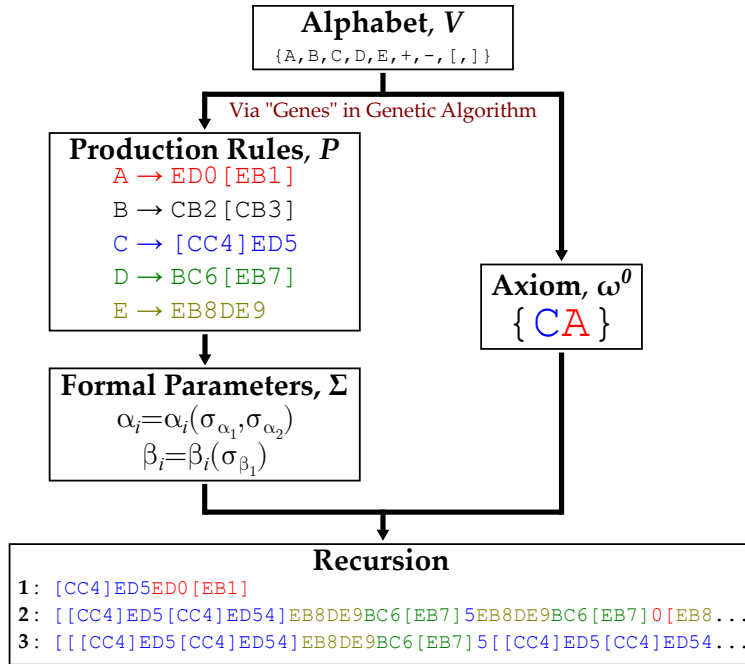 Alphabet, V
{A,B,C,D,E,+,-,[,]}
Via "Genes" in Genetic Algorithm
Production Rules, P
A → ED0[EB1]
B → CB2[CB3]
C → [CC4]ED5
D → BC6[EB7]
E → EB8DE9
Axiom, ω⁰
{CA}
Formal Parameters, Σ
αᵢ=αᵢ(σα₁,σα₂)
βᵢ=βᵢ(σβ₁)
Recursion
1: [CC4]ED5ED0[EB1]
2: [[CC4]ED5[CC4]ED54]EB8DE9BC6[EB7]5EB8DE9BC6[EB7]0[EB8...
3: [[[CC4]ED5[CC4]ED54]EB8DE9BC6[EB7]5[[CC4]ED5[CC4]ED54...